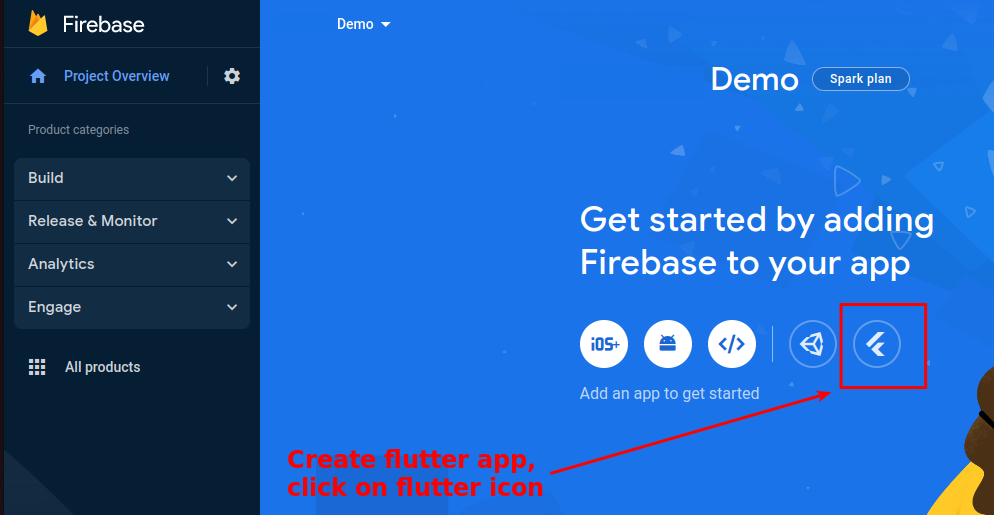 Firebase
Demo
Project Overview
Demo
Spark plan
Product categories
Build
Release & Monitor
Analytics
Engage
All products
Get started by adding
Firebase to your app
iOS+
</>
Add an app to get started
Create flutter app,
click on flutter icon